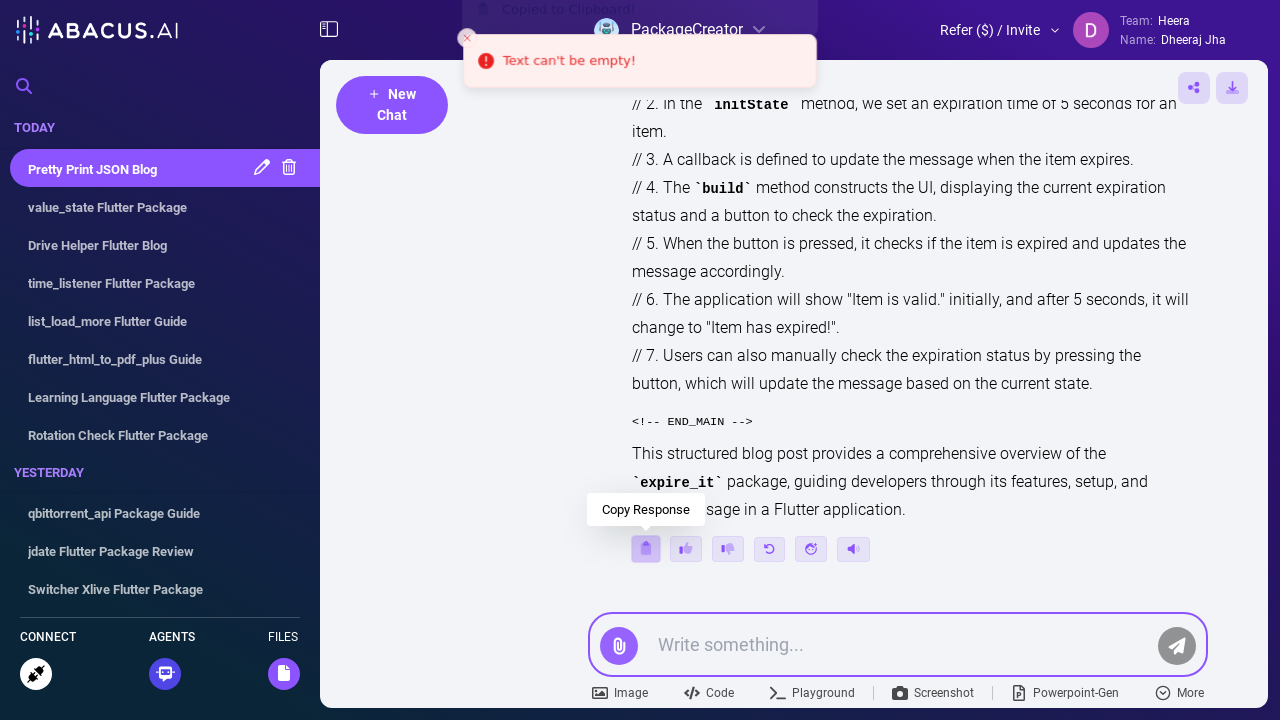 ABACUS.AI
Copied to Clipboard!
PackageCreator
Refer ($) / Invite
D
Team: Heera
Name: Dheeraj Jha
Text can't be empty!
+ New Chat
TODAY
Pretty Print JSON Blog
value_state Flutter Package
Drive Helper Flutter Blog
time_listener Flutter Package
list_load_more Flutter Guide
flutter_html_to_pdf_plus Guide
Learning Language Flutter Package
Rotation Check Flutter Package
YESTERDAY
qbittorrent_api Package Guide
jdate Flutter Package Review
Switcher Xlive Flutter Package
CONNECT
AGENTS
FILES
// 2. In the `initState` method, we set an expiration time of 5 seconds for an
item.
// 3. A callback is defined to update the message when the item expires.
// 4. The `build` method constructs the UI, displaying the current expiration
status and a button to check the expiration.
// 5. When the button is pressed, it checks if the item is expired and updates the
message accordingly.
// 6. The application will show "Item is valid." initially, and after 5 seconds, it will
change to "Item has expired!".
// 7. Users can also manually check the expiration status by pressing the
button, which will update the message based on the current state.
<!-- END_MAIN -->
This structured blog post provides a comprehensive overview of the
`expire_it` package, guiding developers through its features, setup, and
sage in a Flutter application.
Copy Response
Write something...
Image
Code
Playground
Screenshot
Powerpoint-Gen
More